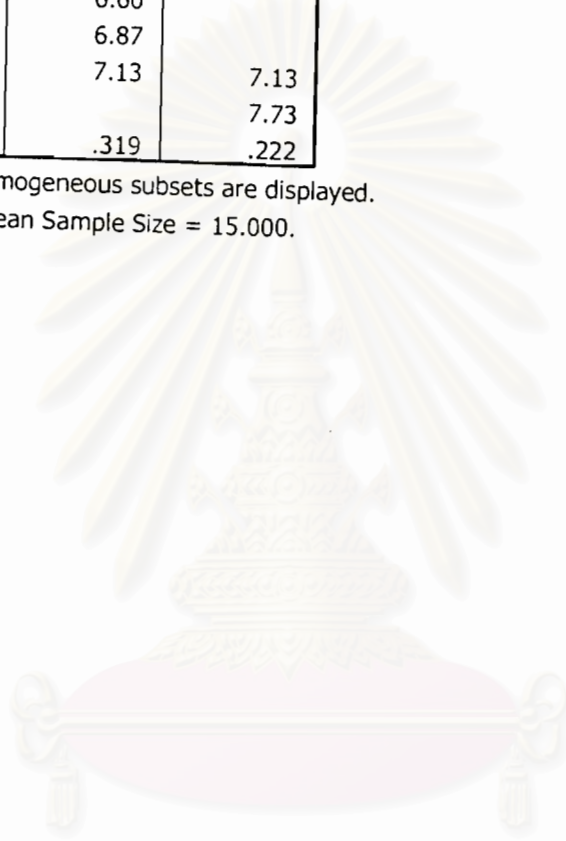 6.87
7.13 7.13
7.73
.319 .222
mogeneous subsets are displayed.
ean Sample Size = 15.000.